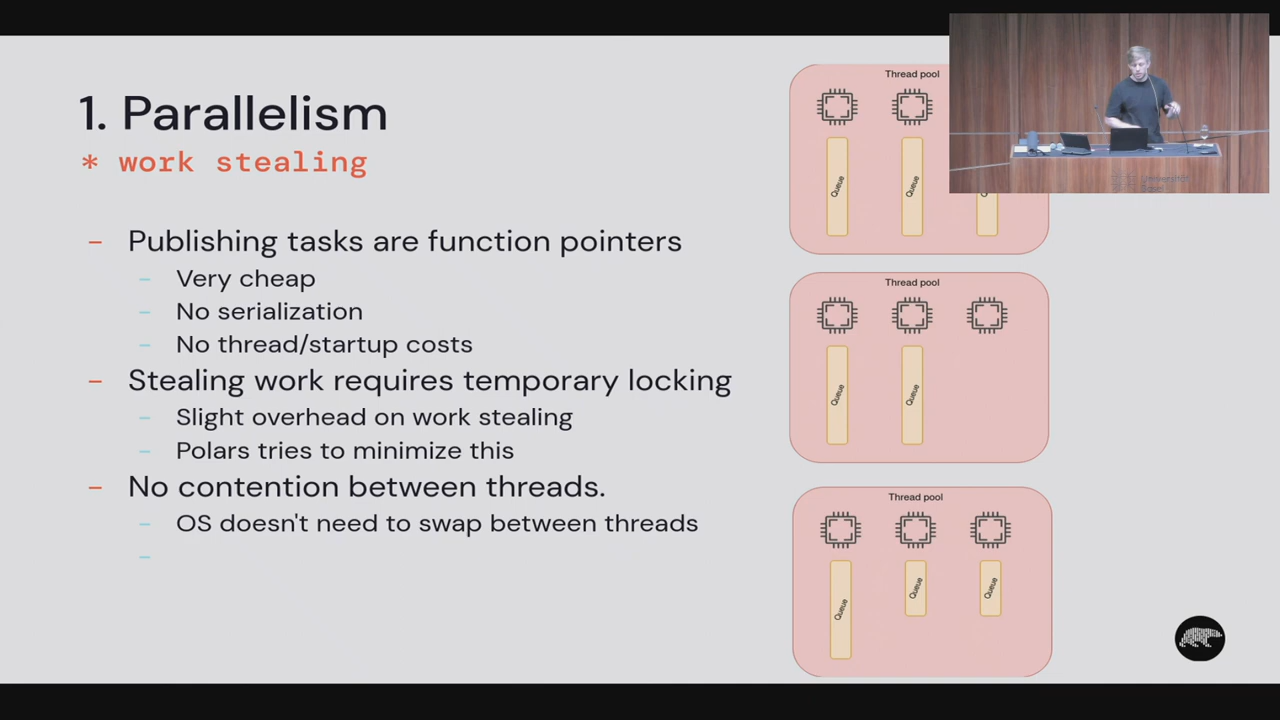 1. Parallelism
* work stealing
- Publishing tasks are function pointers
- Very cheap
- No serialization
- No thread/startup costs
- Stealing work requires temporary locking
- Slight overhead on work stealing
- Polars tries to minimize this
- No contention between threads.
- OS doesn't need to swap between threads
-
Thread pool
Queue
Queue
Thread pool
Queue
Queue
Thread pool
Queue
Queue
Queue